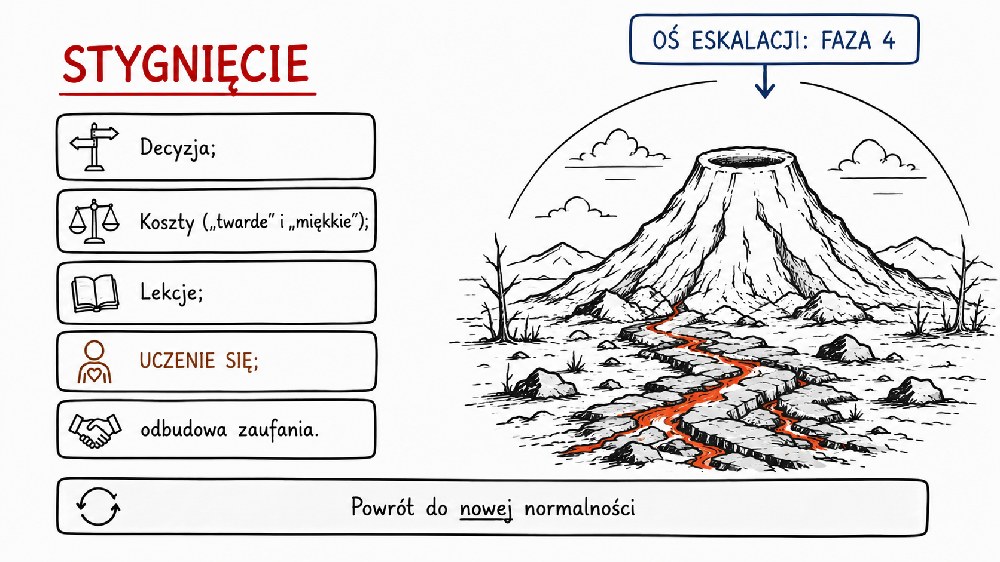 OŚ ESKALACJI: FAZA 4
STYGNIĘCIE
Decyzja;
Koszty („twarde” i „miękkie”);
Lekcje;
UCZENIE SIĘ;
odbudowa zaufania.
Powrót do nowej normalności